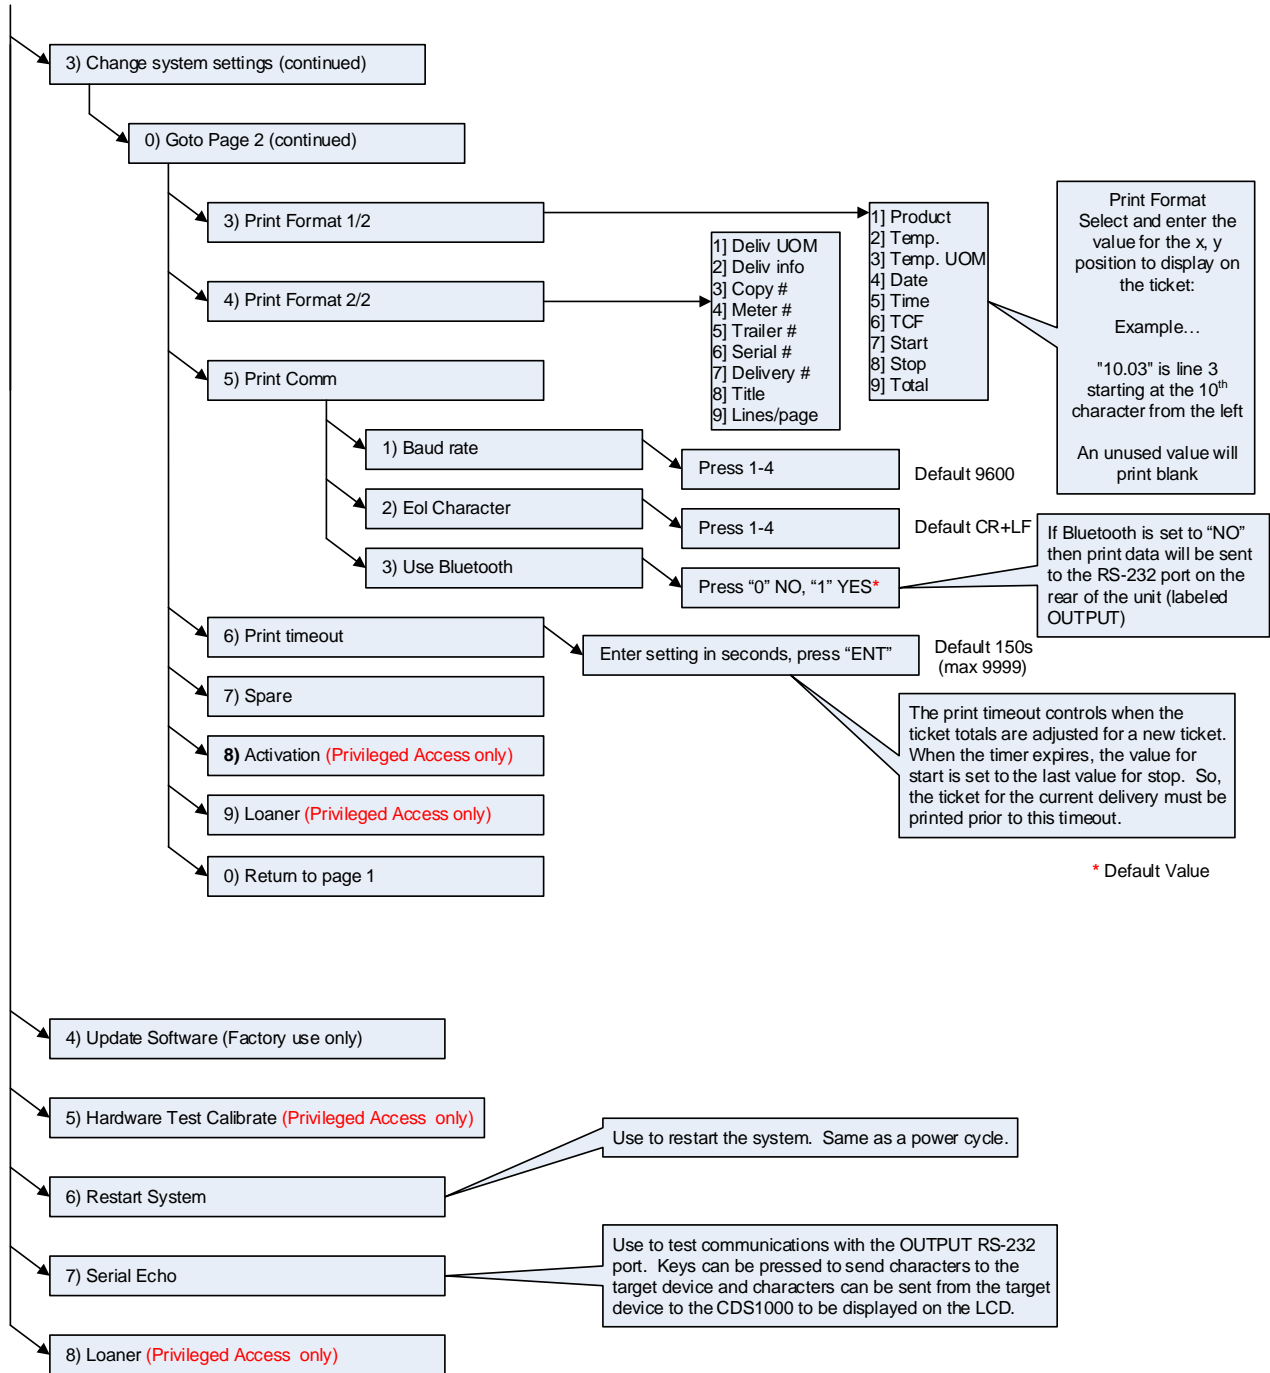 3) Change system settings (continued)
0) Goto Page 2 (continued)
3) Print Format 1/2
1] Product
2] Temp.
3] Temp. UOM
4] Date
5] Time
6] TCF
7] Start
8] Stop
9] Total
Print Format
Select and enter the
value for the x, y
position to display on
the ticket:
Example…
"10.03" is line 3
starting at the 10th
character from the left
An unused value will
print blank
4) Print Format 2/2
1] Deliv UOM
2] Deliv info
3] Copy #
4] Meter #
5] Trailer #
6] Serial #
7] Delivery #
8] Title
9] Lines/page
5) Print Comm
1) Baud rate
Press 1-4
Default 9600
2) Eol Character
Press 1-4
Default CR+LF
3) Use Bluetooth
Press “0” NO, “1” YES*
If Bluetooth is set to “NO”
then print data will be sent
to the RS-232 port on the
rear of the unit (labeled
OUTPUT)
6) Print timeout
Enter setting in seconds, press “ENT”
Default 150s
(max 9999)
The print timeout controls when the
ticket totals are adjusted for a new ticket.
When the timer expires, the value for
start is set to the last value for stop. So,
the ticket for the current delivery must be
printed prior to this timeout.
7) Spare
8) Activation (Privileged Access only)
9) Loaner (Privileged Access only)
0) Return to page 1
* Default Value
4) Update Software (Factory use only)
5) Hardware Test Calibrate (Privileged Access only)
6) Restart System
Use to restart the system. Same as a power cycle.
7) Serial Echo
Use to test communications with the OUTPUT RS-232
port. Keys can be pressed to send characters to the
target device and characters can be sent from the target
device to the CDS1000 to be displayed on the LCD.
8) Loaner (Privileged Access only)